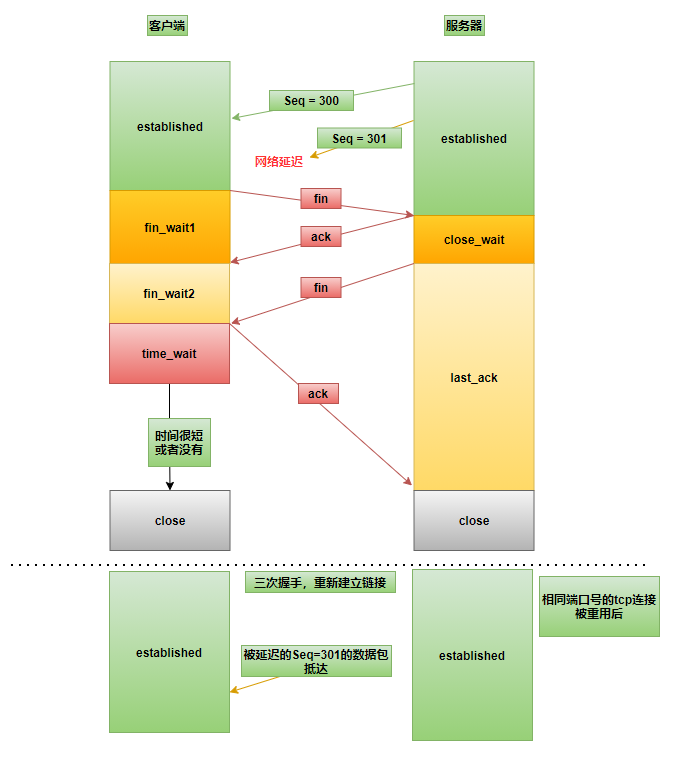 客户端
服务器
established
established
Seq = 300
Seq = 301
网络延迟
fin
fin_wait1
ack
close_wait
fin
fin_wait2
time_wait
last_ack
ack
时间很短
或者没有
close
close
三次握手，重新建立链接
相同端口号的tcp连接
被重用后
established
established
被延迟的Seq=301的数据包
抵达